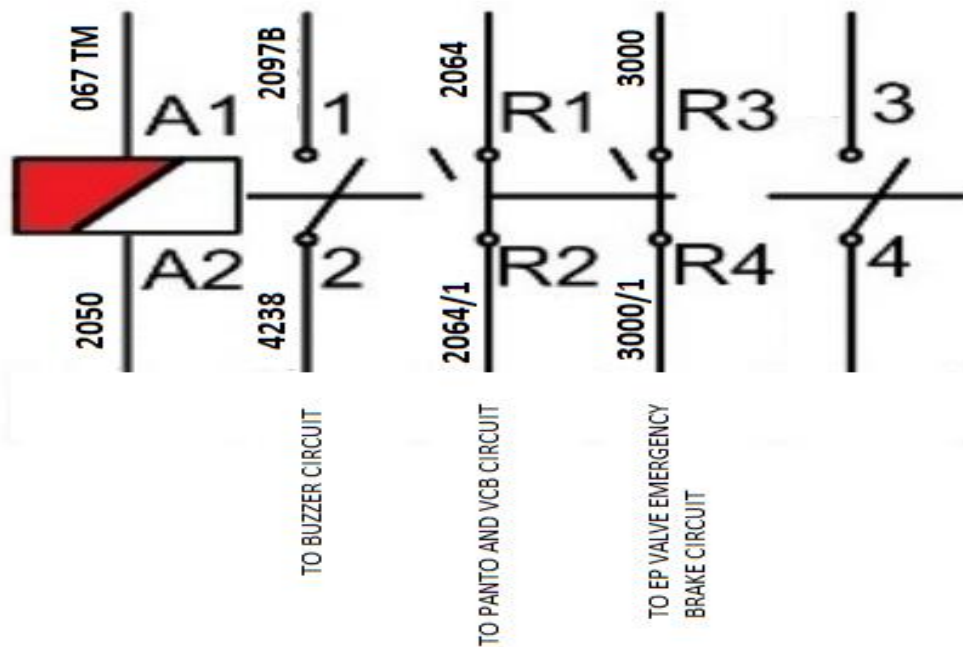 067 TM
2097B
2064
3000
A1
1
R1
R3
3
A2
2
R2
R4
4
2050
4238
2064/1
3000/1
TO BUZZER CIRCUIT
TO PANTO AND VCB CIRCUIT
TO EP VALVE EMERGENCY
BRAKE CIRCUIT